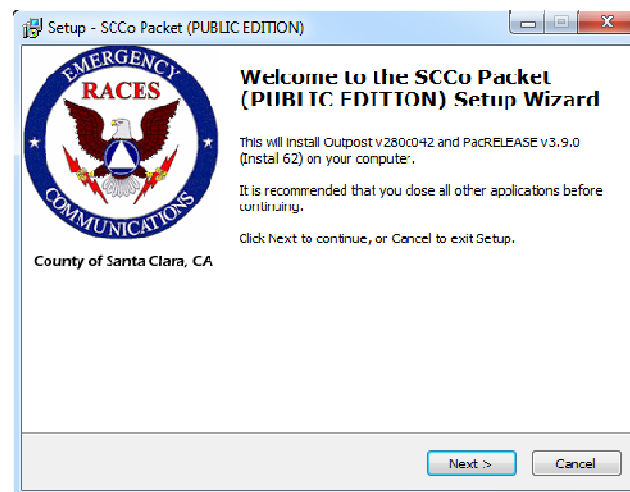 Setup - SCCo Packet (PUBLIC EDITION)
EMERGENCY
RACES
COMMUNICATIONS
County of Santa Clara, CA
Welcome to the SCCo Packet
(PUBLIC EDITION) Setup Wizard
This will install Outpost v280c042 and PacRELEASE v3.9.0
(Install 62) on your computer.
It is recommended that you close all other applications before
continuing.
Click Next to continue, or Cancel to exit Setup.
Next >
Cancel